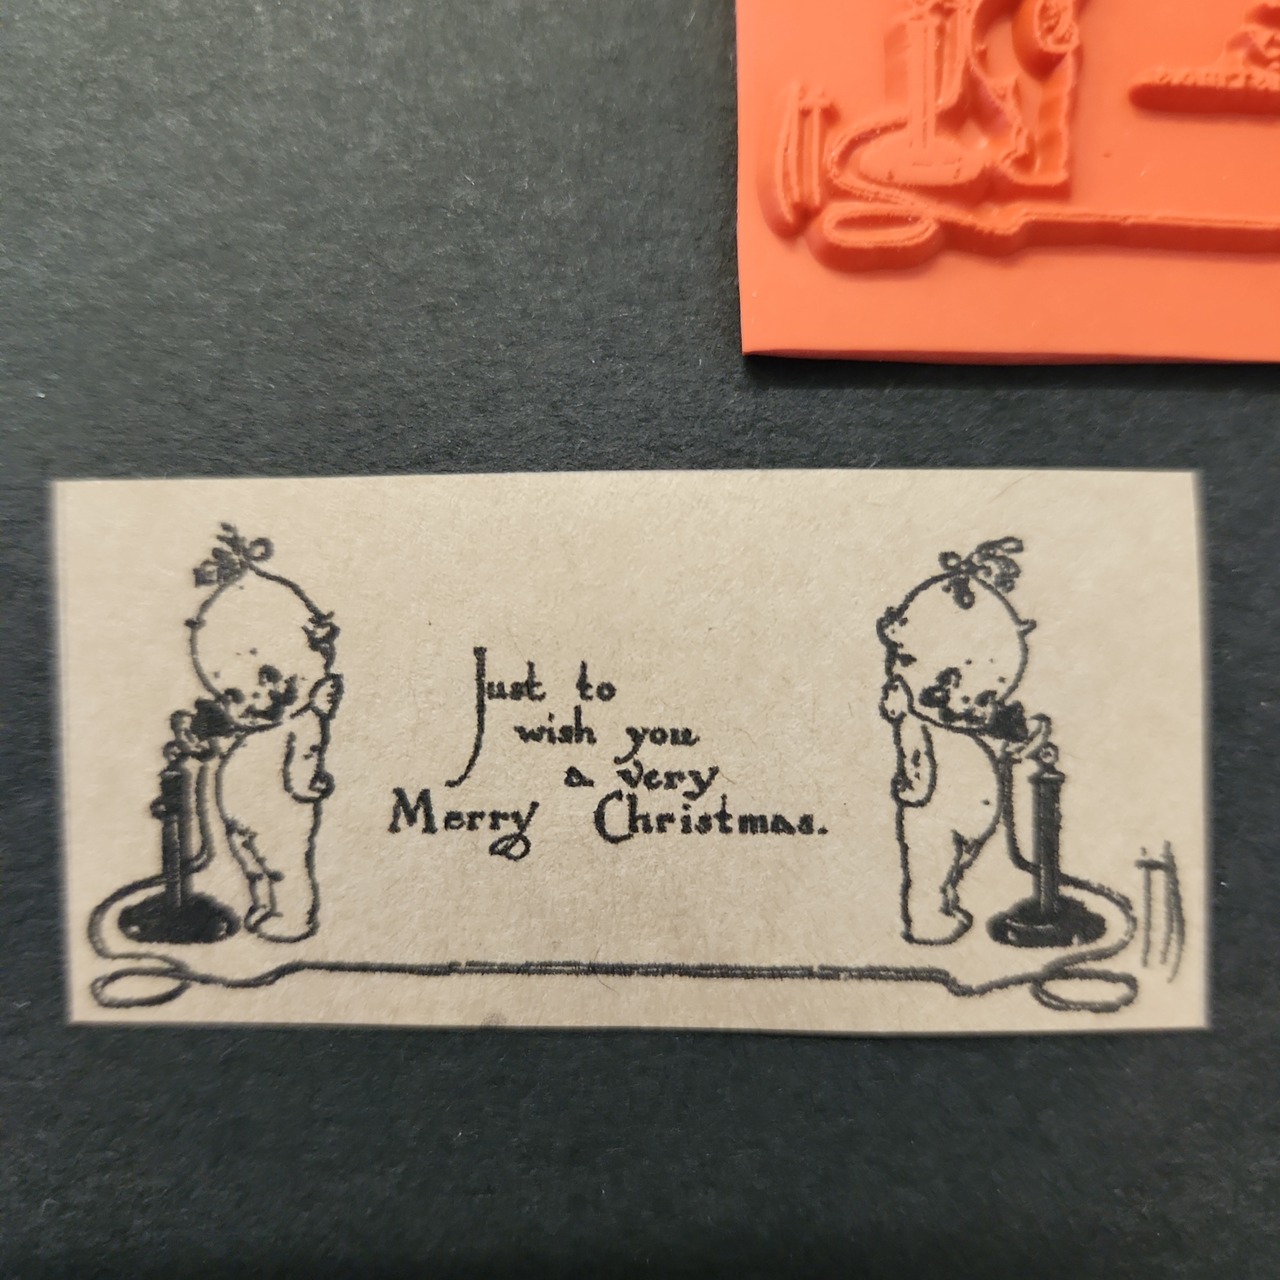 Just to
wish you
a very
Merry Christmas.